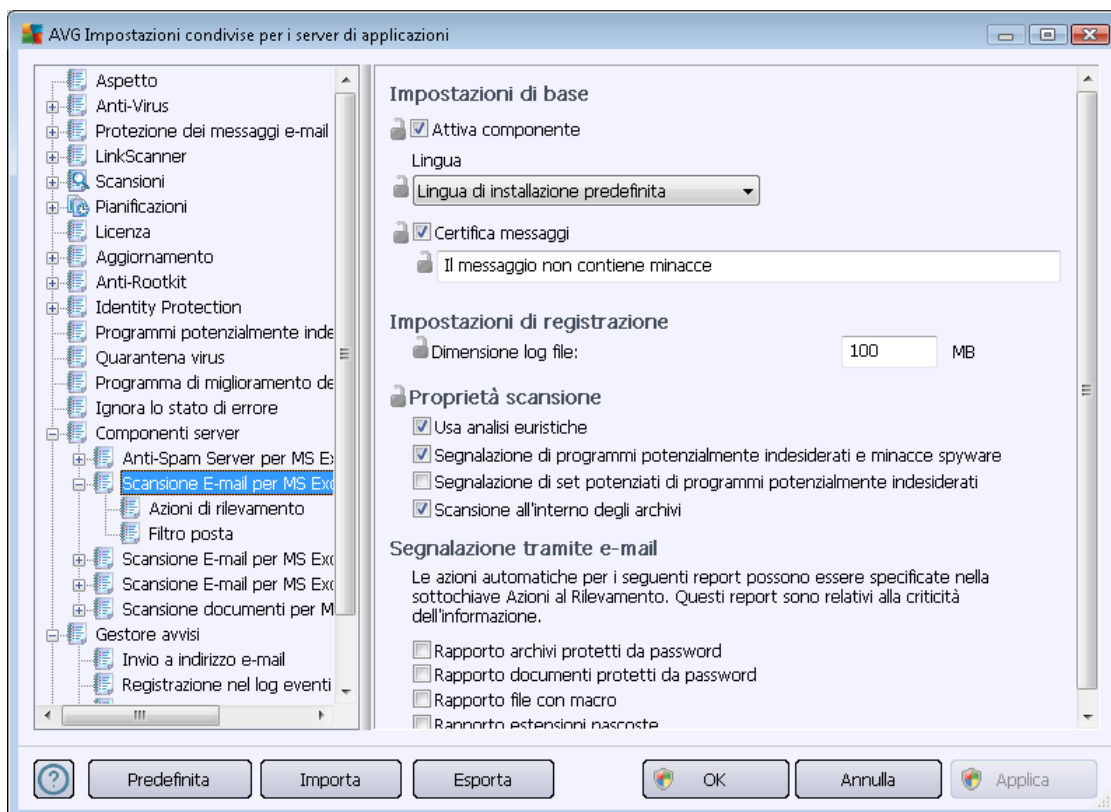 AVG Impostazioni condivise per i server di applicazioni
Aspetto
Anti-Virus
Protezione dei messaggi e-mail
LinkScanner
Scansioni
Pianificazioni
Licenza
Aggiornamento
Anti-Rootkit
Identity Protection
Programmi potenzialmente inde
Quarantena virus
Programma di miglioramento de
Ignora lo stato di errore
Componenti server
Anti-Spam Server per MS E
Scansione E-mail per MS Exc
Azioni di rilevamento
Filtro posta
Scansione E-mail per MS Exc
Scansione E-mail per MS Exc
Scansione documenti per M
Gestore avvisi
Invio a indirizzo e-mail
Registrazione nel log eventi
Impostazioni di base
Attiva componente
Lingua
Lingua di installazione predefinita
Certifica messaggi
Il messaggio non contiene minacce
Impostazioni di registrazione
Dimensione log file: 100 MB
Proprietà scansione
Usa analisi euristiche
Segnalazione di programmi potenzialmente indesiderati e minacce spyware
Segnalazione di set potenziati di programmi potenzialmente indesiderati
Scansione all'interno degli archivi
Segnalazione tramite e-mail
Le azioni automatiche per i seguenti report possono essere specificate nella
sottochiave Azioni al Rilevamento. Questi report sono relativi alla criticità
dell'informazione.
Rapporto archivi protetti da password
Rapporto documenti protetti da password
Rapporto file con macro
Rapporto estensioni nascoste
Predefinita
Importa
Esporta
OK
Annulla
Applica